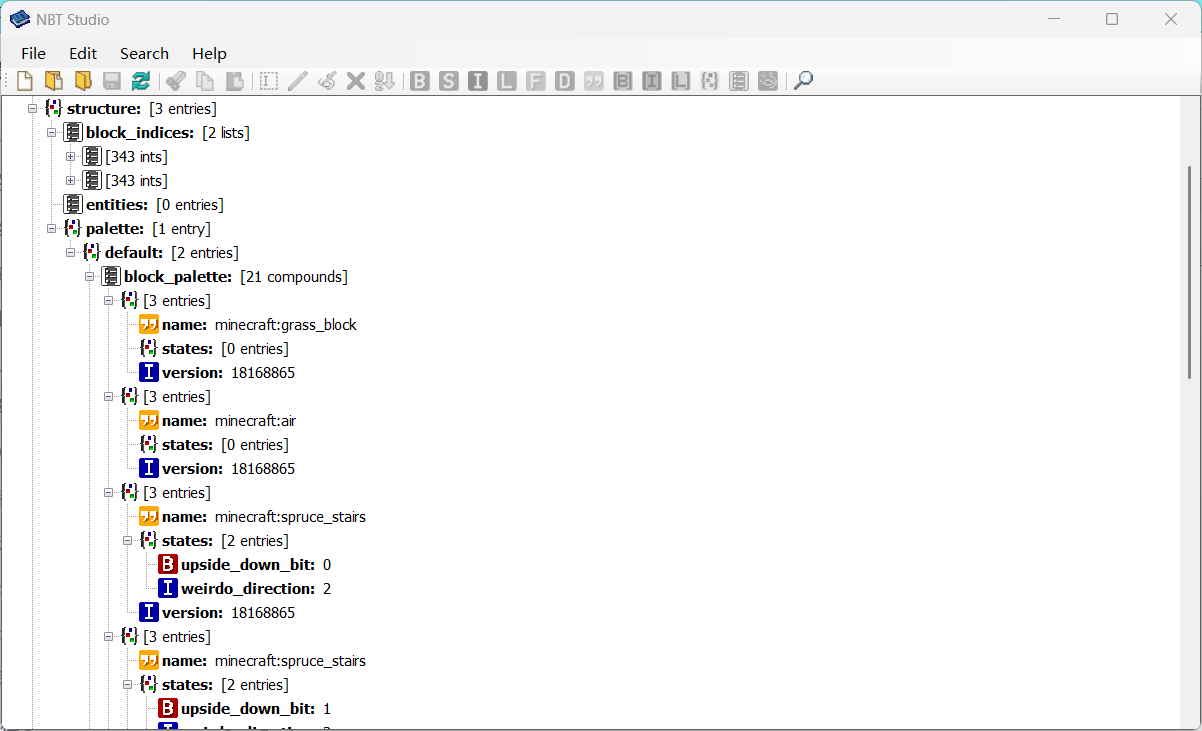 NBT Studio
File Edit Search Help
B S I L F D B I L
structure: [3 entries]
block_indices: [2 lists]
[343 ints]
[343 ints]
entities: [0 entries]
palette: [1 entry]
default: [2 entries]
block_palette: [21 compounds]
[3 entries]
name: minecraft:grass_block
states: [0 entries]
I version: 18168865
[3 entries]
name: minecraft:air
states: [0 entries]
I version: 18168865
[3 entries]
name: minecraft:spruce_stairs
states: [2 entries]
B upside_down_bit: 0
I weirdo_direction: 2
I version: 18168865
[3 entries]
name: minecraft:spruce_stairs
states: [2 entries]
B upside_down_bit: 1